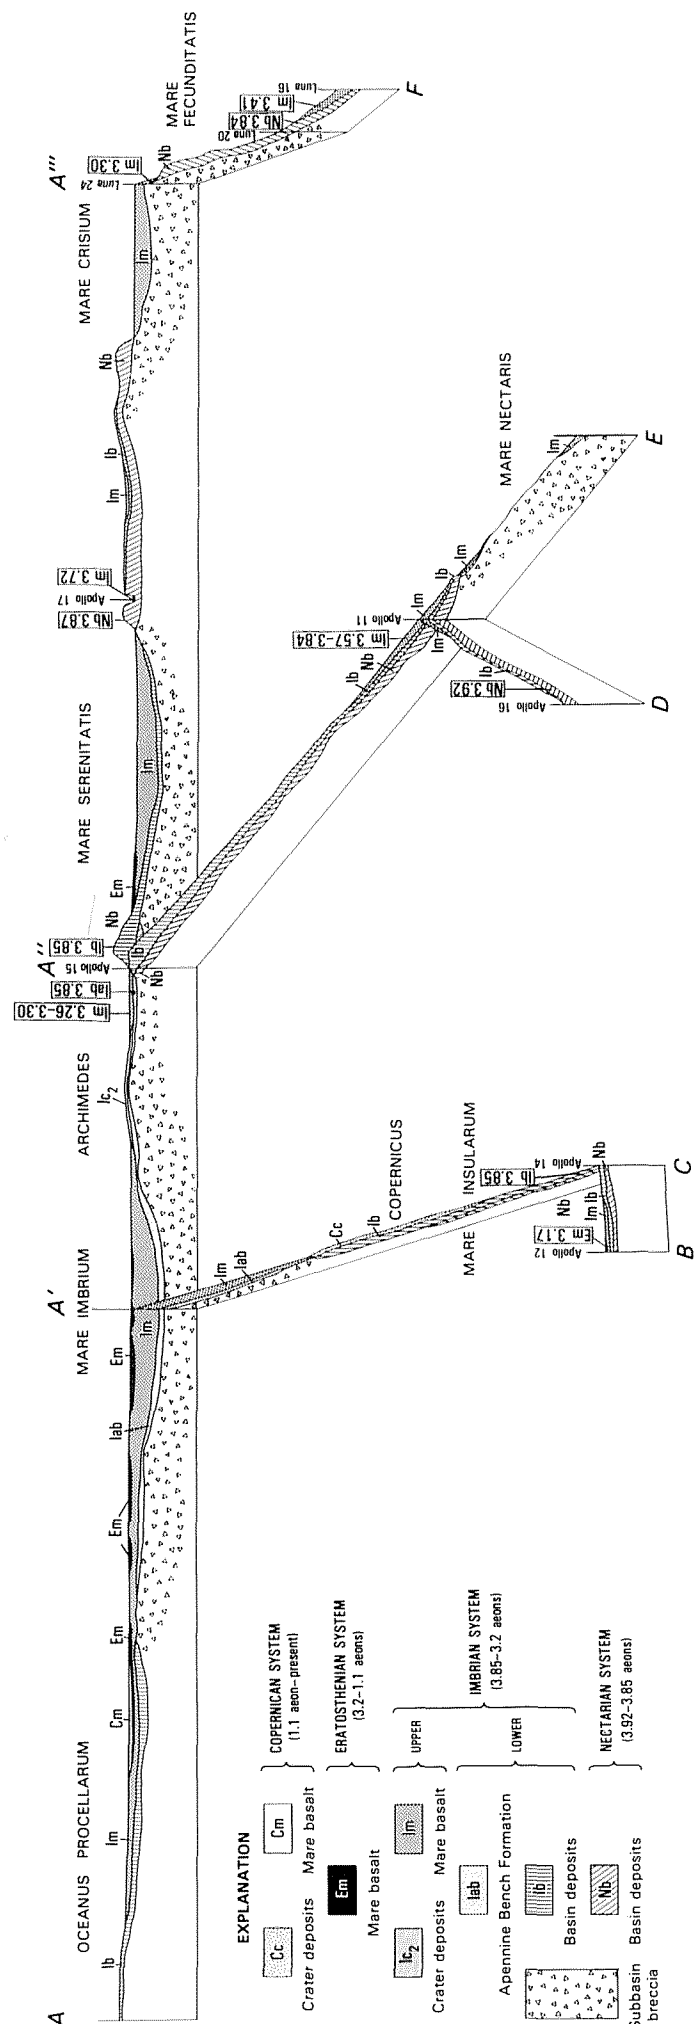 A
OCEANUS PROCELLARUM
Ib
Im
Cm
Em
Em
Iab
Em
Im
MARE IMBRIUM
A'
ARCHIMEDES
Ic2
Im 3.26–3.30
Iab 3.85
Apollo 15
A''
Ib 3.85
Nb
Ib
Nb
Em
MARE SERENITATIS
Im
Nb 3.87
Apollo 17
Im 3.72
Im
Ib
Nb
MARE CRISIUM
Im
Luna 24
A'''
Im 3.30
Nb
MARE
FECUNDITATIS
Luna 20
Nb 3.84
Im 3.41
Luna 16
F
Im
Iab
Cc
Ib
COPERNICUS
MARE INSULARUM
Ib 3.85
Apollo 14
Nb
Nb
Im Ib
Em 3.17
Apollo 12
B
C
Ib
Nb
Im 3.57–3.84
Apollo 11
Im
Im
Ib
Im
MARE NECTARIS
Im
E
Ib
Nb 3.92
Apollo 16
D
EXPLANATION
Cc
Crater deposits
Cm
Mare basalt
COPERNICAN SYSTEM
(1.1 aeon–present)
Em
Mare basalt
ERATOSTHENIAN SYSTEM
(3.2–1.1 aeons)
Ic2
Crater deposits
Im
Mare basalt
UPPER
Iab
Apennine Bench Formation
Ib
Basin deposits
LOWER
IMBRIAN SYSTEM
(3.85–3.2 aeons)
Nb
Basin deposits
NECTARIAN SYSTEM
(3.92–3.85 aeons)
Subbasin
breccia